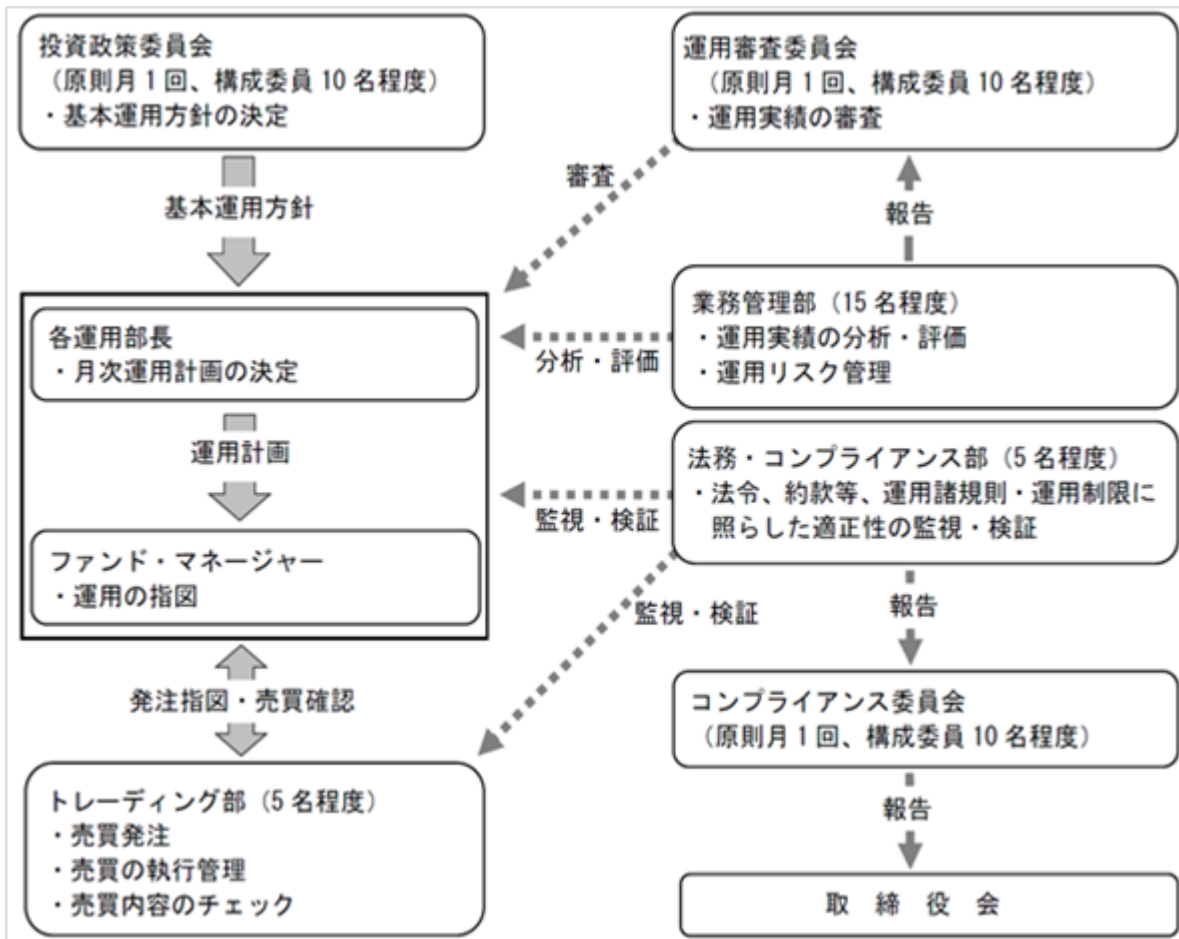 投資政策委員会
（原則月1回、構成委員10名程度）
・基本運用方針の決定
基本運用方針
各運用部長
・月次運用計画の決定
運用計画
ファンド・マネージャー
・運用の指図
発注指図・売買確認
トレーディング部（5名程度）
・売買発注
・売買の執行管理
・売買内容のチェック
運用審査委員会
（原則月1回、構成委員10名程度）
・運用実績の審査
審査
報告
業務管理部（15名程度）
・運用実績の分析・評価
・運用リスク管理
分析・評価
法務・コンプライアンス部（5名程度）
・法令、約款等、運用諸規則・運用制限に
照らした適正性の監視・検証
監視・検証
監視・検証
報告
コンプライアンス委員会
（原則月1回、構成委員10名程度）
報告
取締役会